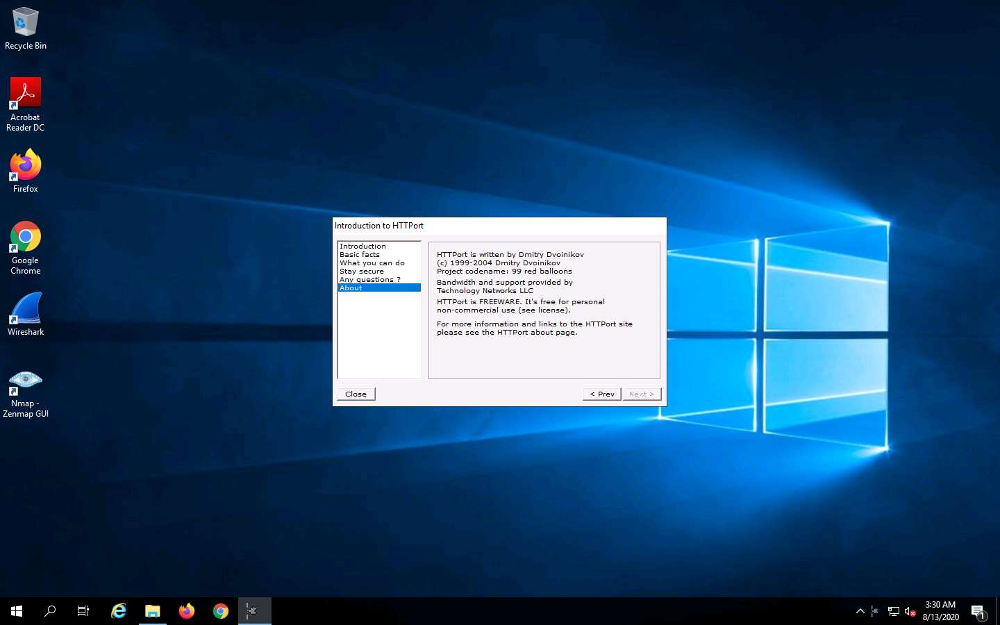 Recycle Bin
Acrobat
Reader DC
Firefox
Google
Chrome
Wireshark
Nmap -
Zenmap GUI
Introduction to HTTPort
Introduction
Basic facts
What you can do
Stay secure
Any questions ?
About
HTTPort is written by Dmitry Dvoinikov
(c) 1999-2004 Dmitry Dvoinikov
Project codename: 99 red balloons
Bandwidth and support provided by
Technology Networks LLC
HTTPort is FREEWARE. It's free for personal
non-commercial use (see license).
For more information and links to the HTTPort site
please see the HTTPort about page.
Close
< Prev
Next >
3:30 AM
8/13/2020
1